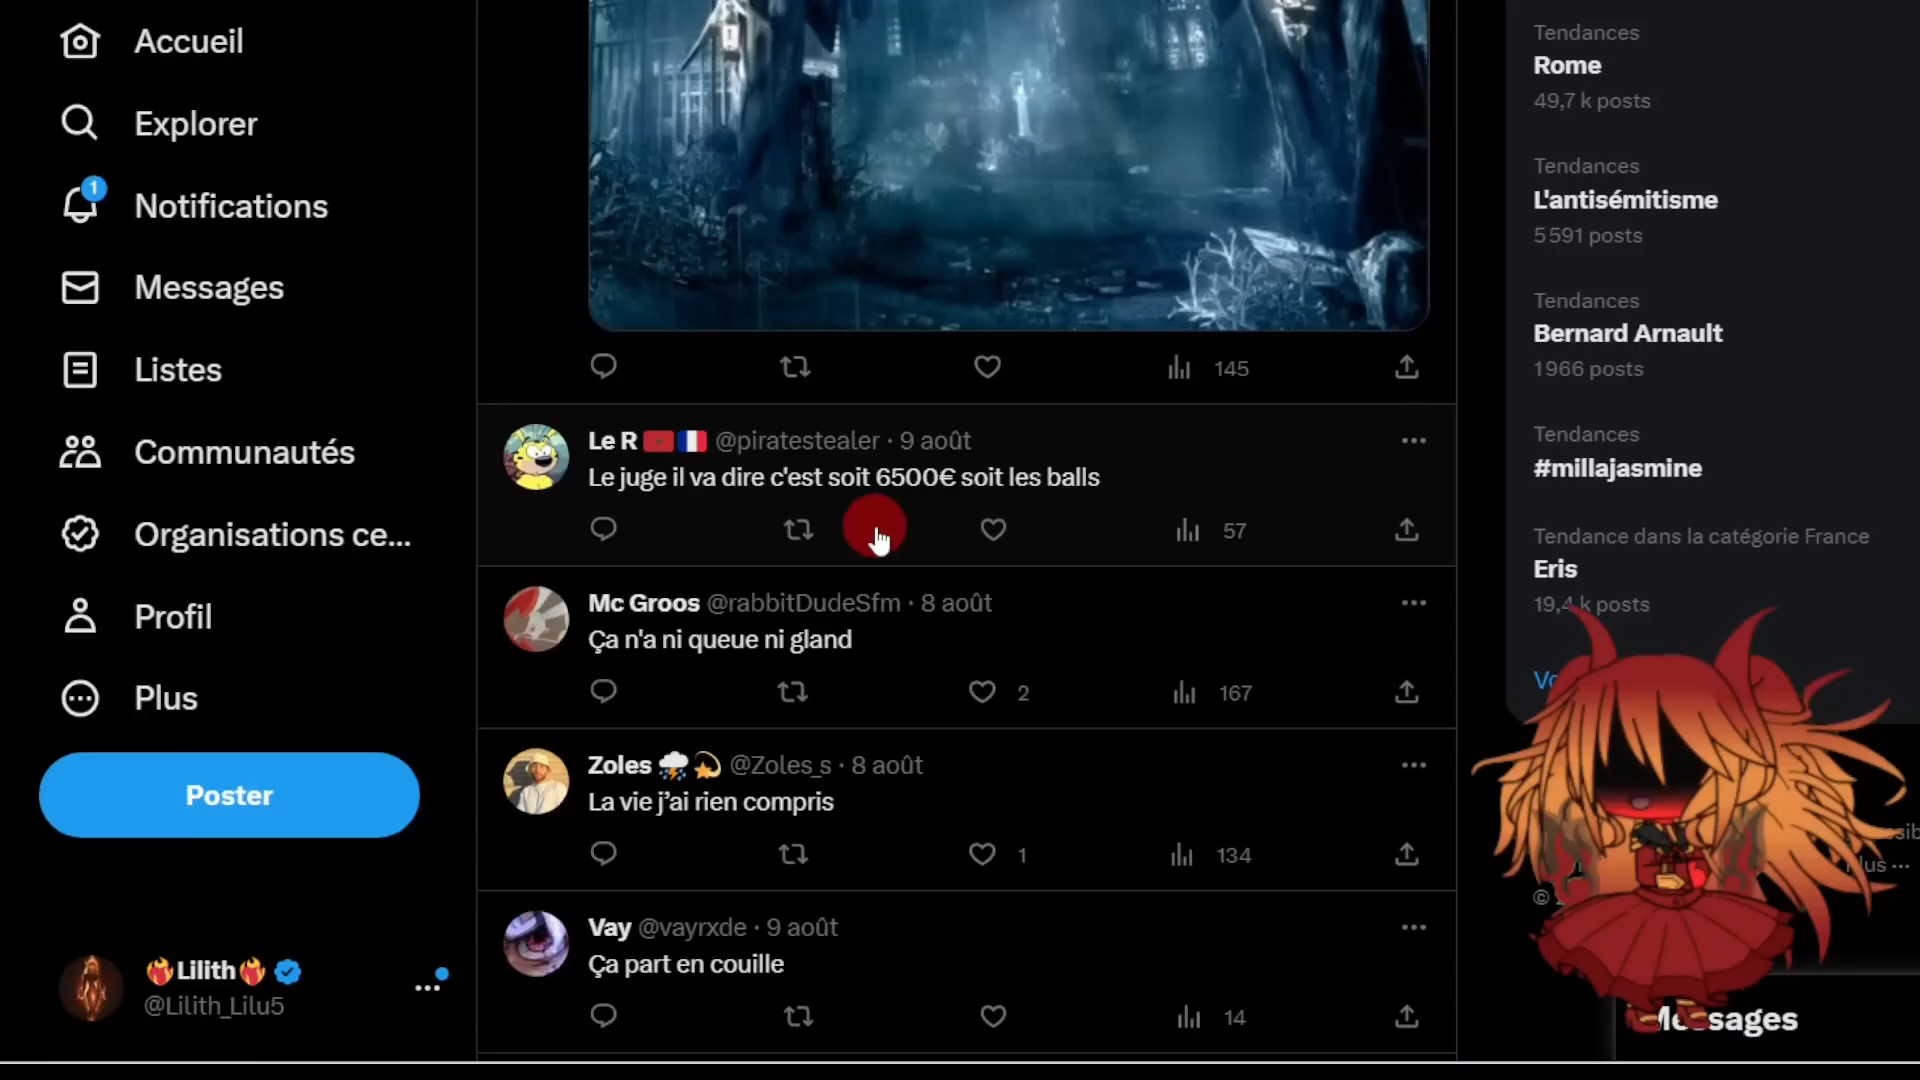 Accueil
Explorer
1
Notifications
Messages
Listes
Communautés
Organisations ce...
Profil
Plus
Poster
Lilith
@Lilith_Lilu5
145
Le R @piratestealer · 9 août
Le juge il va dire c'est soit 6500€ soit les balls
57
Mc Groos @rabbitDudeSfm · 8 août
Ça n'a ni queue ni gland
2 167
Zoles @Zoles_s · 8 août
La vie j’ai rien compris
1 134
Vay @vayrxde · 9 août
Ça part en couille
14
Tendances
Rome
49,7 k posts
Tendances
L'antisémitisme
5 591 posts
Tendances
Bernard Arnault
1 966 posts
Tendances
#millajasmine
Tendance dans la catégorie France
Eris
19,4 k posts
©
Messages